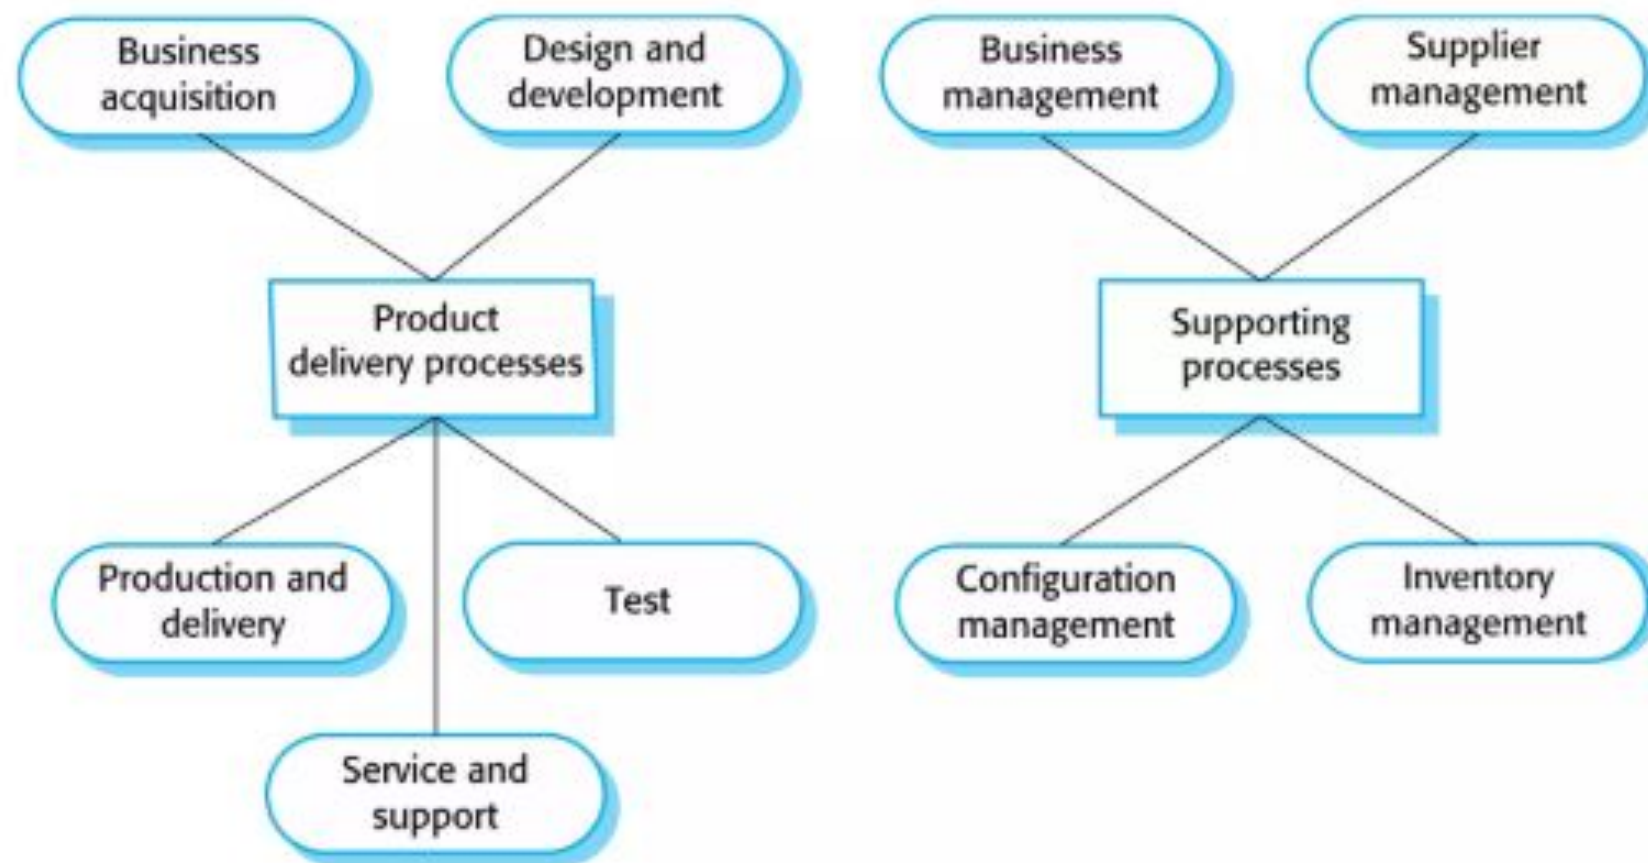 Business
acquisition
Design and
development
Business
management
Supplier
management
Product
delivery processes
Supporting
processes
Production and
delivery
Test
Configuration
management
Inventory
management
Service and
support